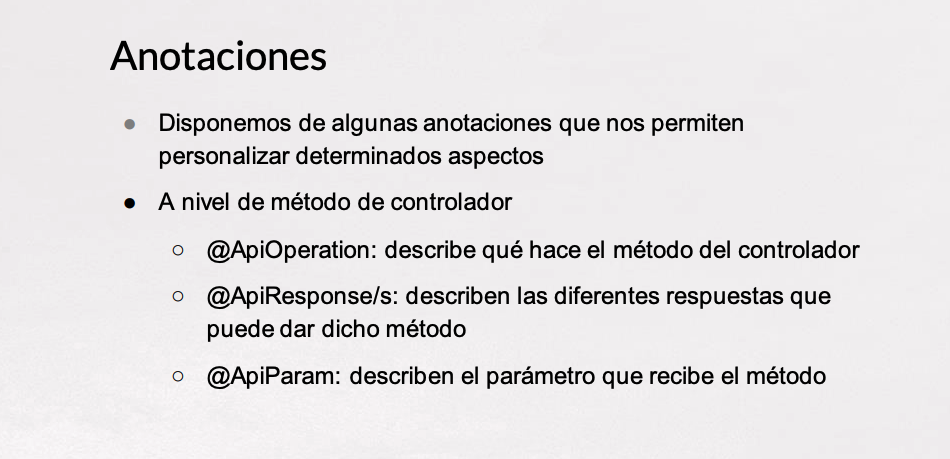 Anotaciones
● Disponemos de algunas anotaciones que nos permiten
personalizar determinados aspectos
● A nivel de método de controlador
○ @ApiOperation: describe qué hace el método del controlador
○ @ApiResponse/s: describen las diferentes respuestas que
puede dar dicho método
○ @ApiParam: describen el parámetro que recibe el método